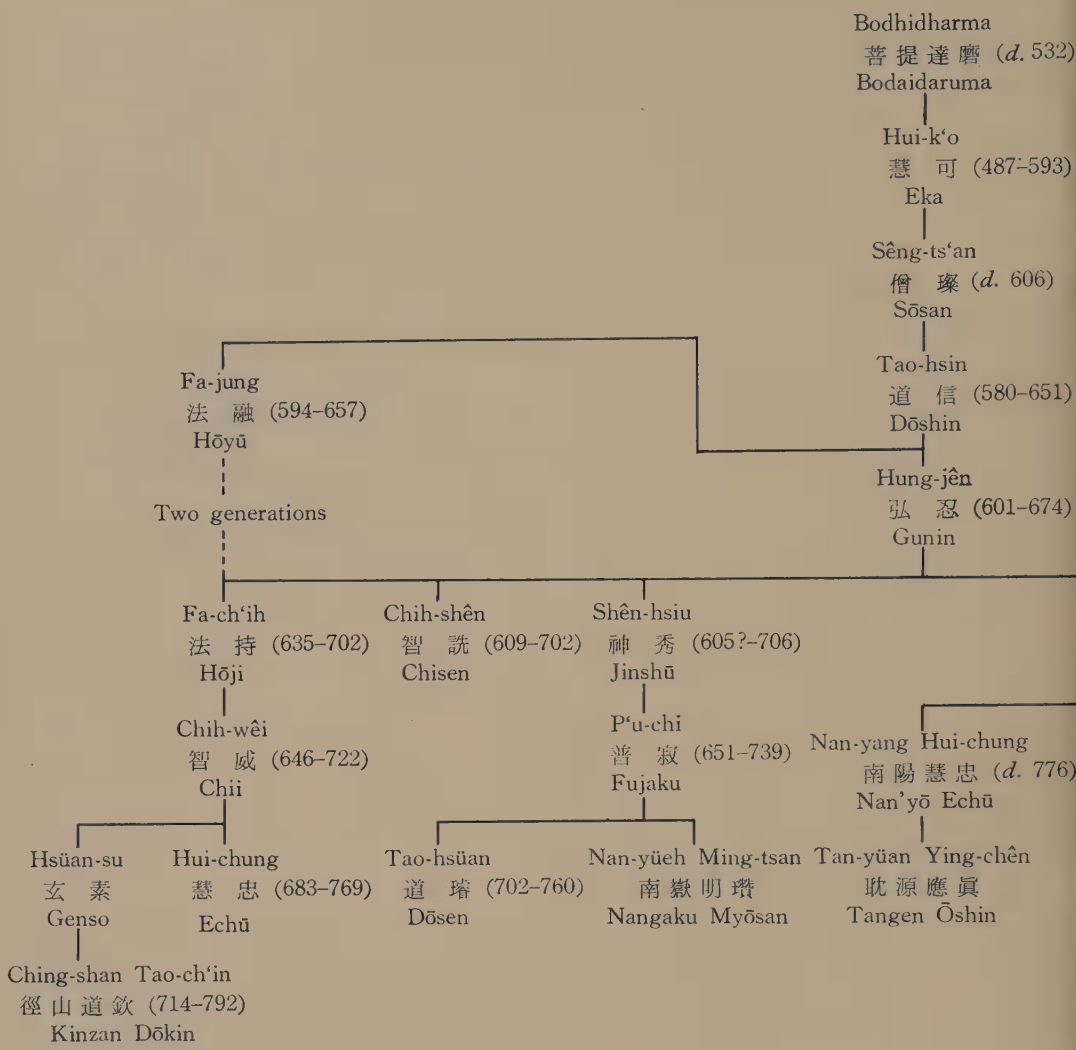 Bodhidharma
菩提達磨 (d. 532)
Bodaidaruma
Hui-k‘o
慧可 (487–593)
Eka
Sêng-ts‘an
僧璨 (d. 606)
Sōsan
Tao-hsin
道信 (580–651)
Dōshin
Fa-jung
法融 (594–657)
Hōyū
Two generations
Hung-jên
弘忍 (601–674)
Gunin
Fa-ch‘ih
法持 (635–702)
Hōji
Chih-shên
智詵 (609–702)
Chisen
Shên-hsiu
神秀 (605?–706)
Jinshū
Chih-wêi
智威 (646–722)
Chii
P‘u-chi
普寂 (651–739)
Fujaku
Nan-yang Hui-chung
南陽慧忠 (d. 776)
Nan’yō Echū
Hsüan-su
玄素
Genso
Hui-chung
慧忠 (683–769)
Echū
Tao-hsüan
道璿 (702–760)
Dōsen
Nan-yüeh Ming-tsan
南嶽明瓚
Nangaku Myōsan
Tan-yüan Ying-chên
耽源應眞
Tangen Ōshin
Ching-shan Tao-ch‘in
徑山道欽 (714–792)
Kinzan Dōkin